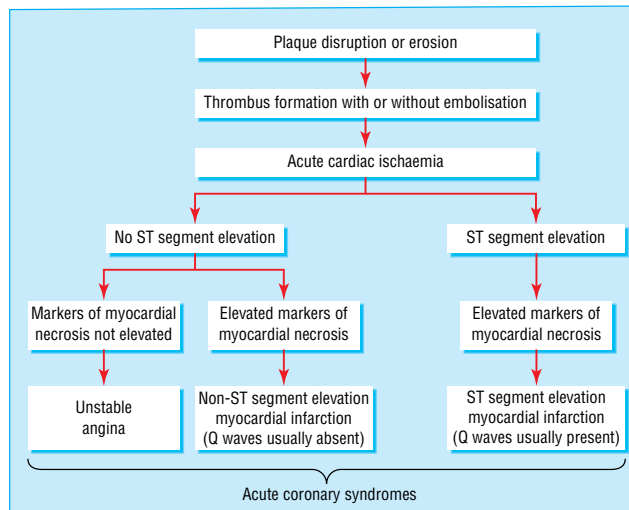 Plaque disruption or erosion
Thrombus formation with or without embolisation
Acute cardiac ischaemia
No ST segment elevation
ST segment elevation
Markers of myocardial
necrosis not elevated
Elevated markers of
myocardial necrosis
Elevated markers of
myocardial necrosis
Unstable
angina
Non-ST segment elevation
myocardial infarction
(Q waves usually absent)
ST segment elevation
myocardial infarction
(Q waves usually present)
Acute coronary syndromes